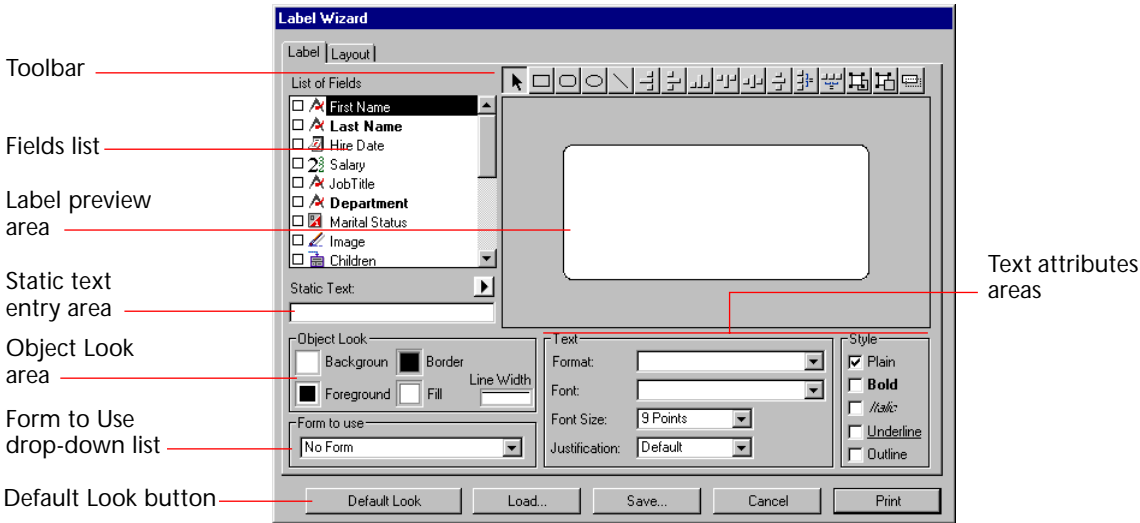 Label Wizard
Label
Layout
Toolbar
List of Fields
First Name
Last Name
Hire Date
Salary
JobTitle
Department
Marital Status
Image
Children
Fields list
Label preview
area
Static text
entry area
Static Text:
Text attributes
areas
Object Look
area
Object Look
Backgroun
Border
Foreground
Fill
Line Width
Form to Use
drop-down list
Form to use
No Form
Text
Format:
Font:
Font Size:
9 Points
Justification:
Default
Style
Plain
Bold
Italic
Underline
Outline
Default Look button
Default Look
Load...
Save...
Cancel
Print